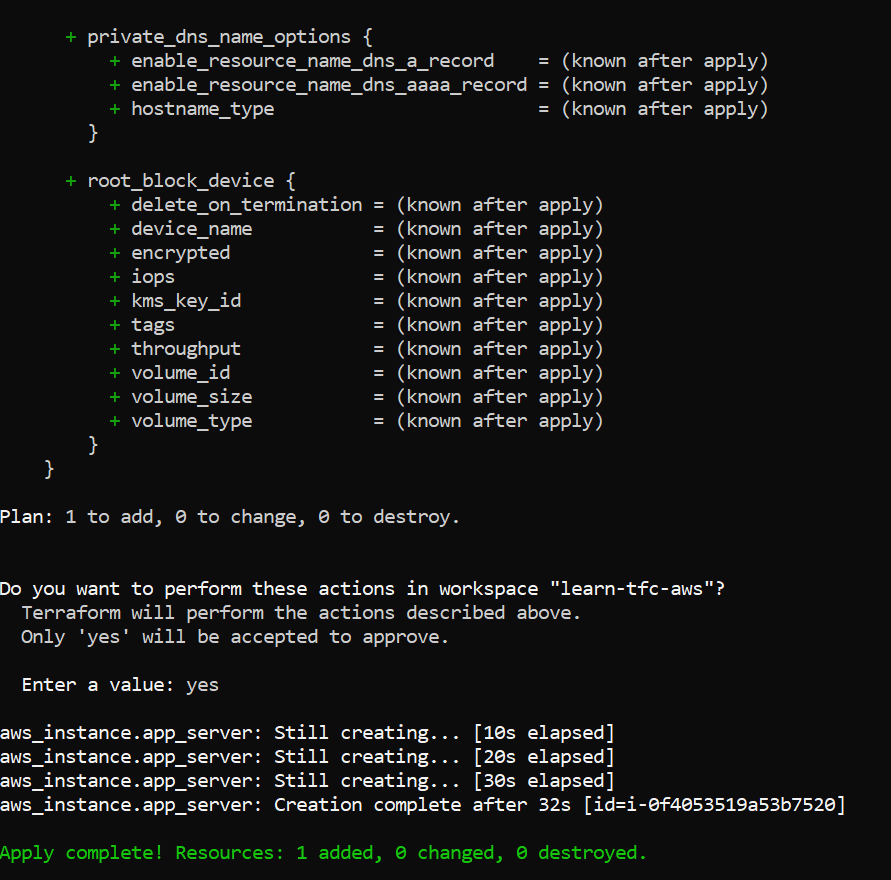 + private_dns_name_options {
+ enable_resource_name_dns_a_record    = (known after apply)
+ enable_resource_name_dns_aaaa_record = (known after apply)
+ hostname_type                        = (known after apply)
}
+ root_block_device {
+ delete_on_termination = (known after apply)
+ device_name           = (known after apply)
+ encrypted             = (known after apply)
+ iops                  = (known after apply)
+ kms_key_id            = (known after apply)
+ tags                  = (known after apply)
+ throughput            = (known after apply)
+ volume_id             = (known after apply)
+ volume_size           = (known after apply)
+ volume_type           = (known after apply)
}
}
Plan: 1 to add, 0 to change, 0 to destroy.
Do you want to perform these actions in workspace "learn-tfc-aws"?
Terraform will perform the actions described above.
Only 'yes' will be accepted to approve.
Enter a value: yes
aws_instance.app_server: Still creating... [10s elapsed]
aws_instance.app_server: Still creating... [20s elapsed]
aws_instance.app_server: Still creating... [30s elapsed]
aws_instance.app_server: Creation complete after 32s [id=i-0f4053519a53b7520]
Apply complete! Resources: 1 added, 0 changed, 0 destroyed.